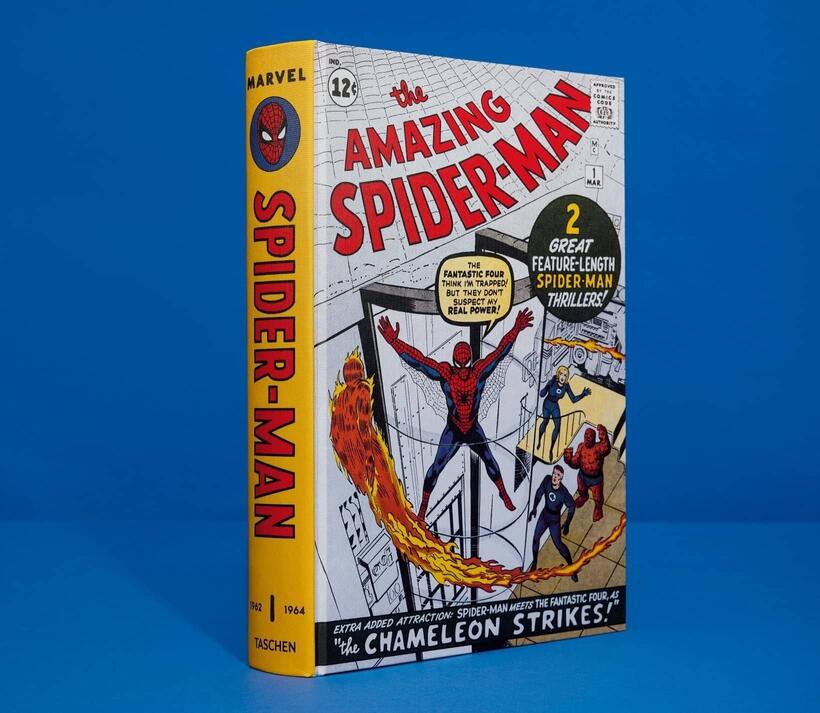 MARVEL
SPIDER-MAN
1962 1 1964
TASCHEN
IND.
12¢
the
AMAZING
SPIDER-MAN
APPROVED
BY THE
COMICS
CODE
AUTHORITY
M
C
1
MAR.
2
GREAT
FEATURE-LENGTH
SPIDER-MAN
THRILLERS!
THE
FANTASTIC FOUR
THINK I'M TRAPPED!
BUT THEY DON'T
SUSPECT MY
REAL POWER!
EXTRA ADDED ATTRACTION: SPIDER-MAN MEETS THE FANTASTIC FOUR, AS
"the CHAMELEON STRIKES!"